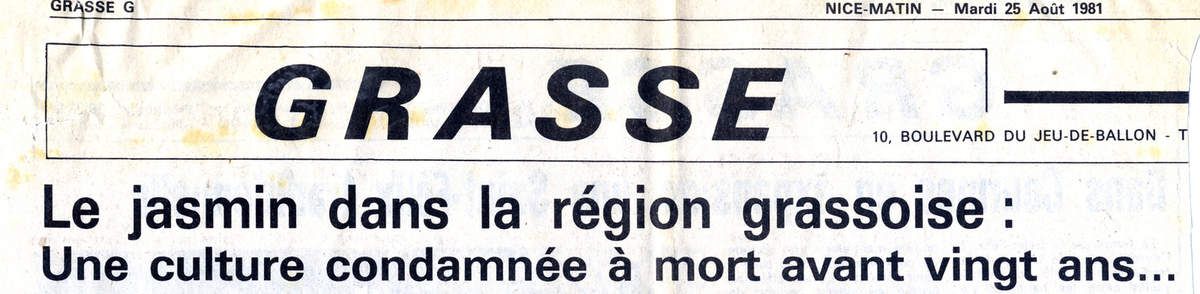 GRASSE G
NICE-MATIN — Mardi 25 Août 1981
GRASSE
10, BOULEVARD DU JEU-DE-BALLON - T
Le jasmin dans la région grassoise :
Une culture condamnée à mort avant vingt ans...